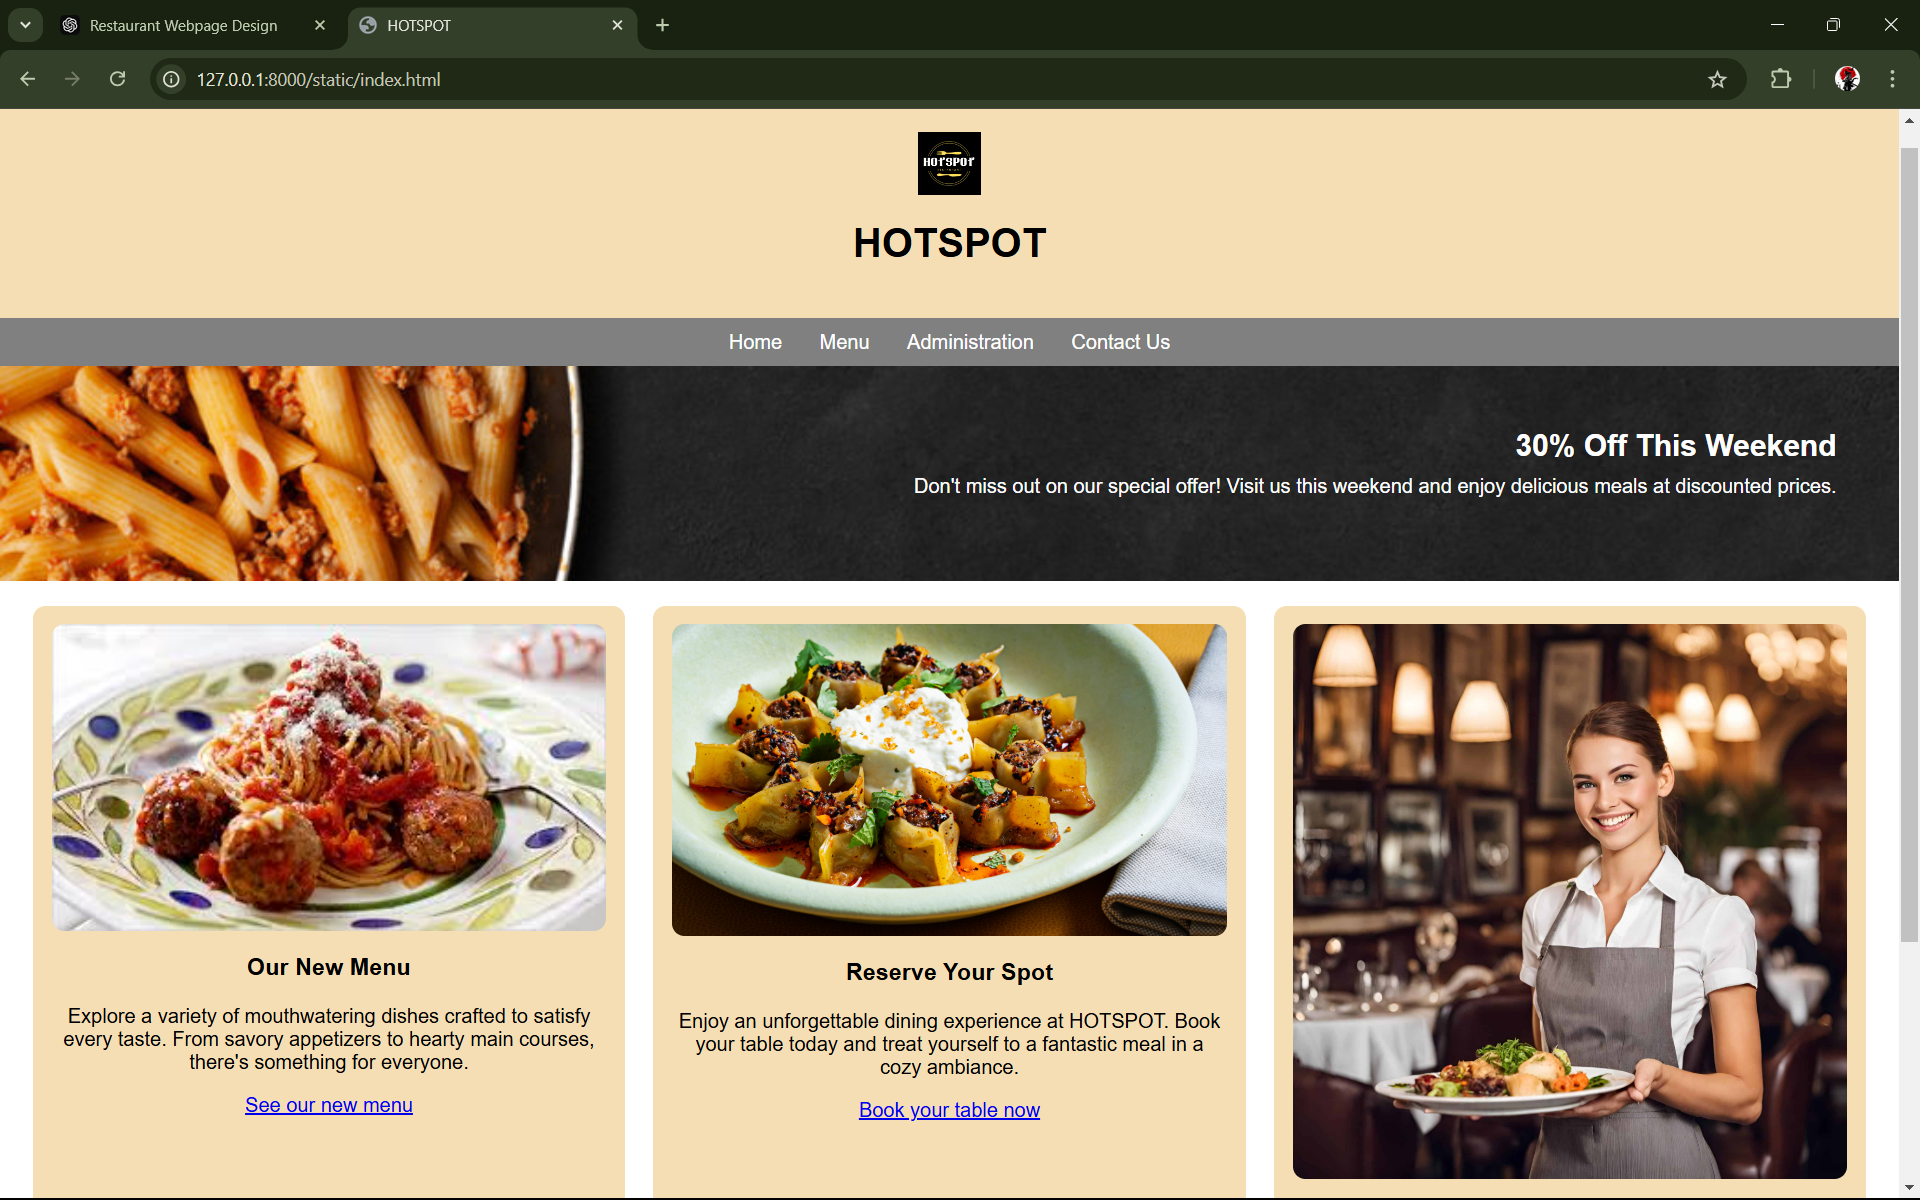 Restaurant Webpage Design
HOTSPOT
127.0.0.1:8000/static/index.html
HOTSPOT
HOTSPOT
Home Menu Administration Contact Us
30% Off This Weekend
Don't miss out on our special offer! Visit us this weekend and enjoy delicious meals at discounted prices.
Our New Menu
Explore a variety of mouthwatering dishes crafted to satisfy
every taste. From savory appetizers to hearty main courses,
there's something for everyone.
See our new menu
Reserve Your Spot
Enjoy an unforgettable dining experience at HOTSPOT. Book
your table today and treat yourself to a fantastic meal in a
cozy ambiance.
Book your table now